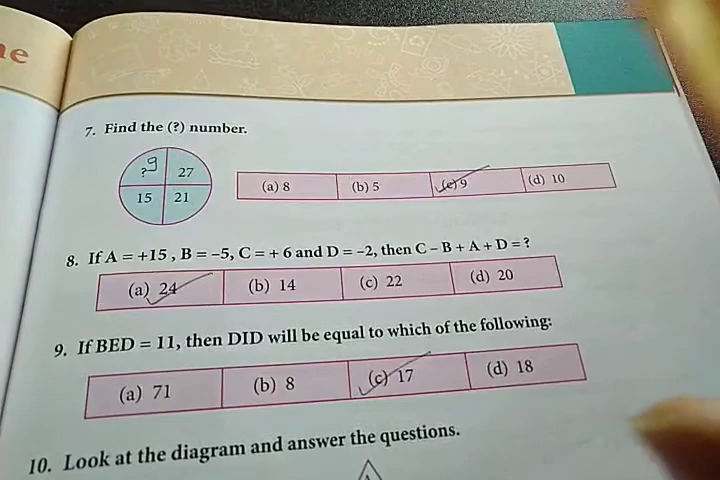 ne
7. Find the (?) number.
? 9 27
15 21
(a) 8 (b) 5 (c) 9 (d) 10
8. If A = +15 , B = –5, C = + 6 and D = –2, then C – B + A + D = ?
(a) 24 (b) 14 (c) 22 (d) 20
9. If BED = 11, then DID will be equal to which of the following:
(a) 71 (b) 8 (c) 17 (d) 18
10. Look at the diagram and answer the questions.